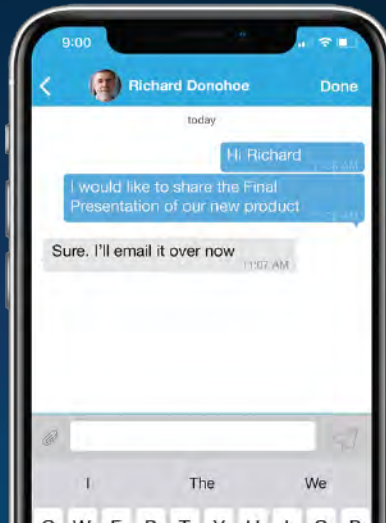 9:00
Richard Donohoe
Done
today
Hi Richard
I would like to share the Final
Presentation of our new product
Sure. I'll email it over now
11:07 AM
I The We